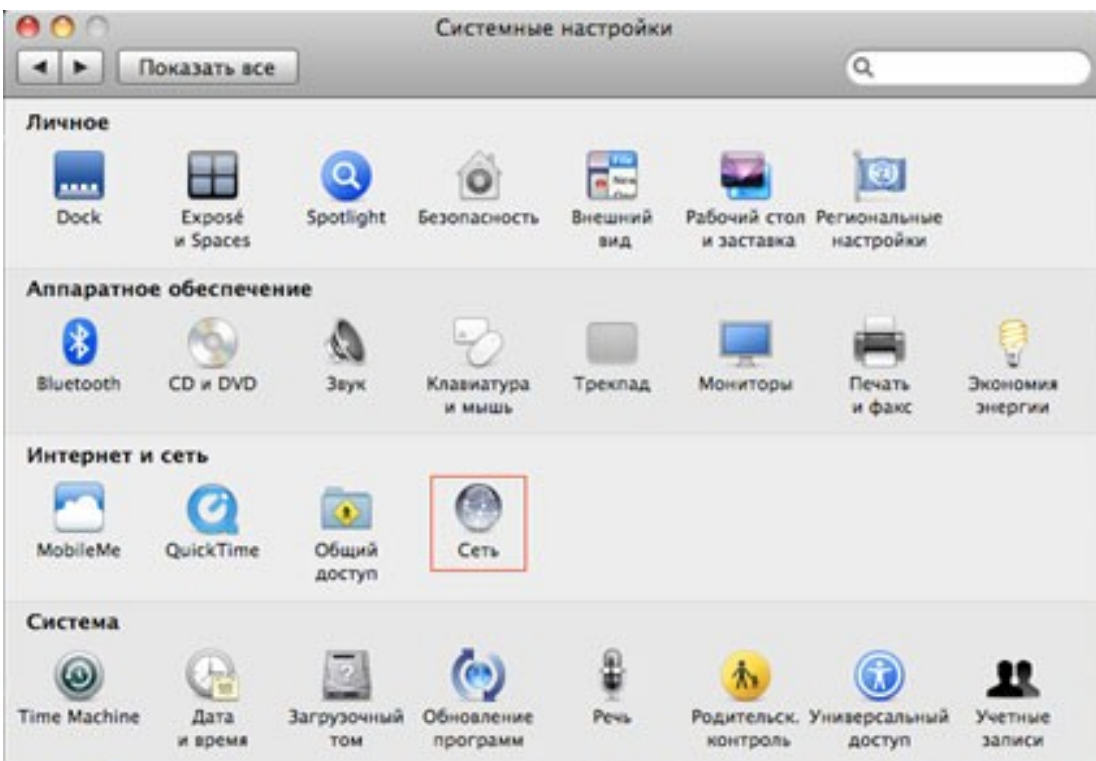 Системные настройки
Показать все
Личное
Dock
Exposé
и Spaces
Spotlight
Безопасность
Внешний
вид
Рабочий стол
и заставка
Региональные
настройки
Аппаратное обеспечение
Bluetooth
CD и DVD
Звук
Клавиатура
и мышь
Трекпад
Мониторы
Печать
и факс
Экономия
энергии
Интернет и сеть
MobileMe
QuickTime
Общий
доступ
Сеть
Система
Time Machine
Дата
и время
Загрузочный
том
Обновление
программ
Речь
Родительск.
контроль
Универсальный
доступ
Учетные
записи